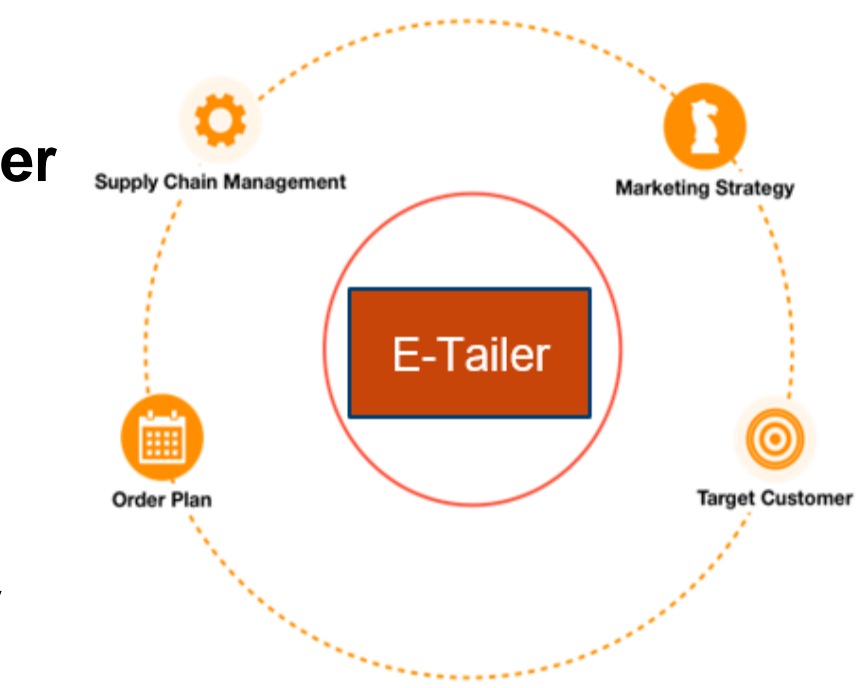 er
Supply Chain Management
Marketing Strategy
E-Tailer
Order Plan
Target Customer